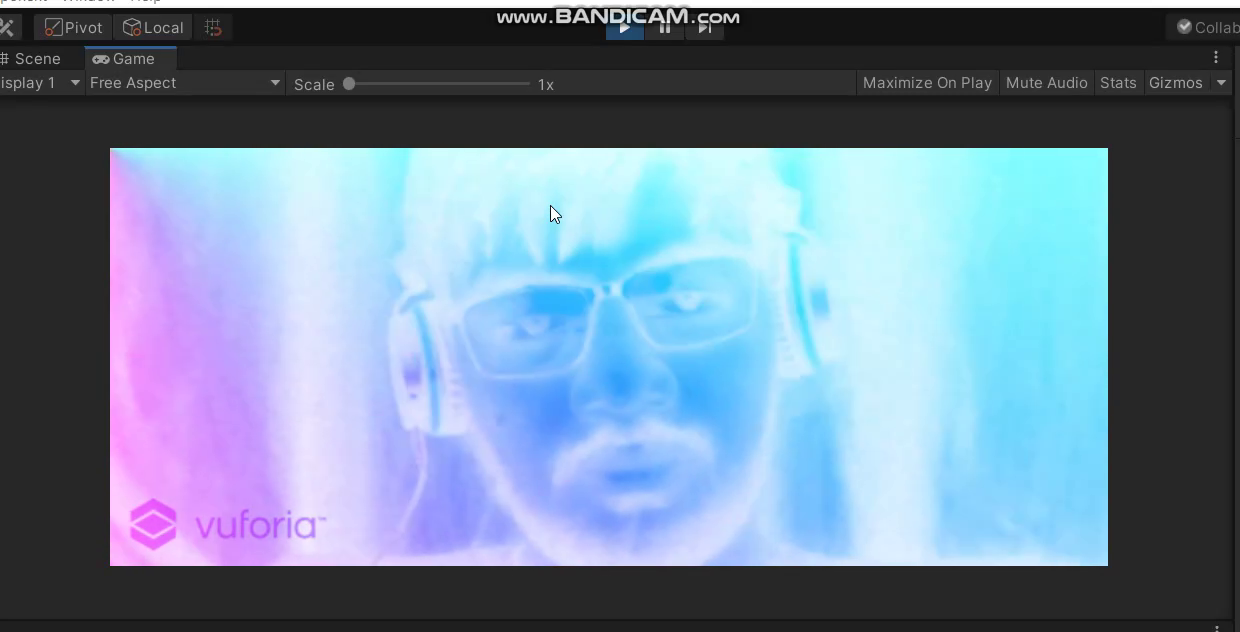 www.BANDICAM.com
Pivot Local Collab
Scene Game
isplay 1 Free Aspect Scale 1x Maximize On Play Mute Audio Stats Gizmos
vuforia™